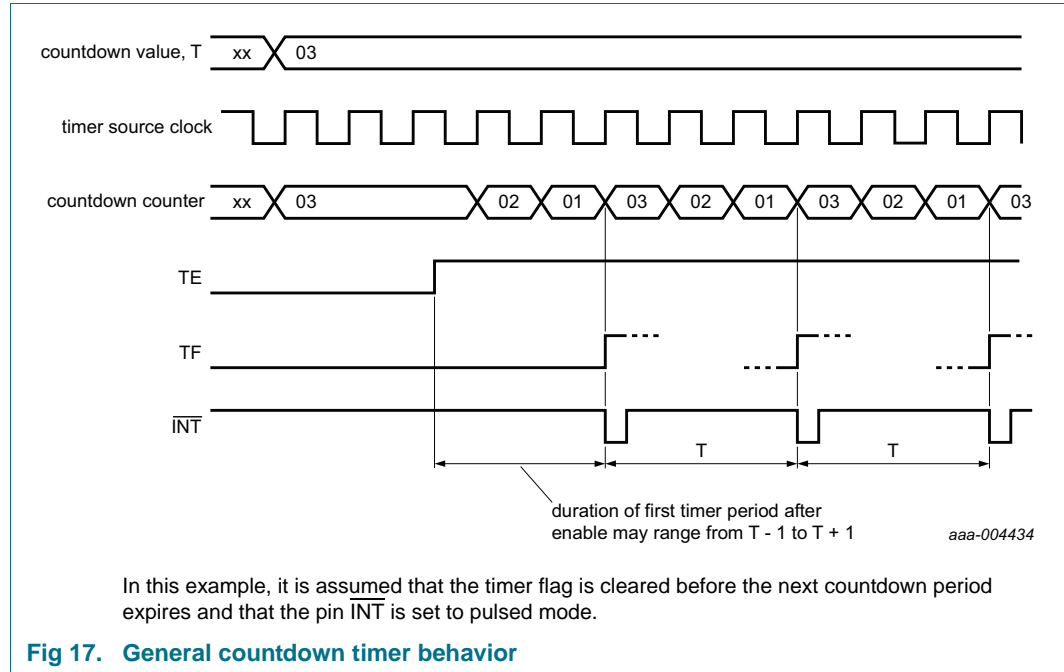 countdown value, T xx 03
timer source clock
countdown counter xx 03 02 01 03 02 01 03 02 01 03
TE
TF
INT
T T
duration of first timer period after
enable may range from T - 1 to T + 1
aaa-004434
In this example, it is assumed that the timer flag is cleared before the next countdown period
expires and that the pin INT is set to pulsed mode.
Fig 17. General countdown timer behavior